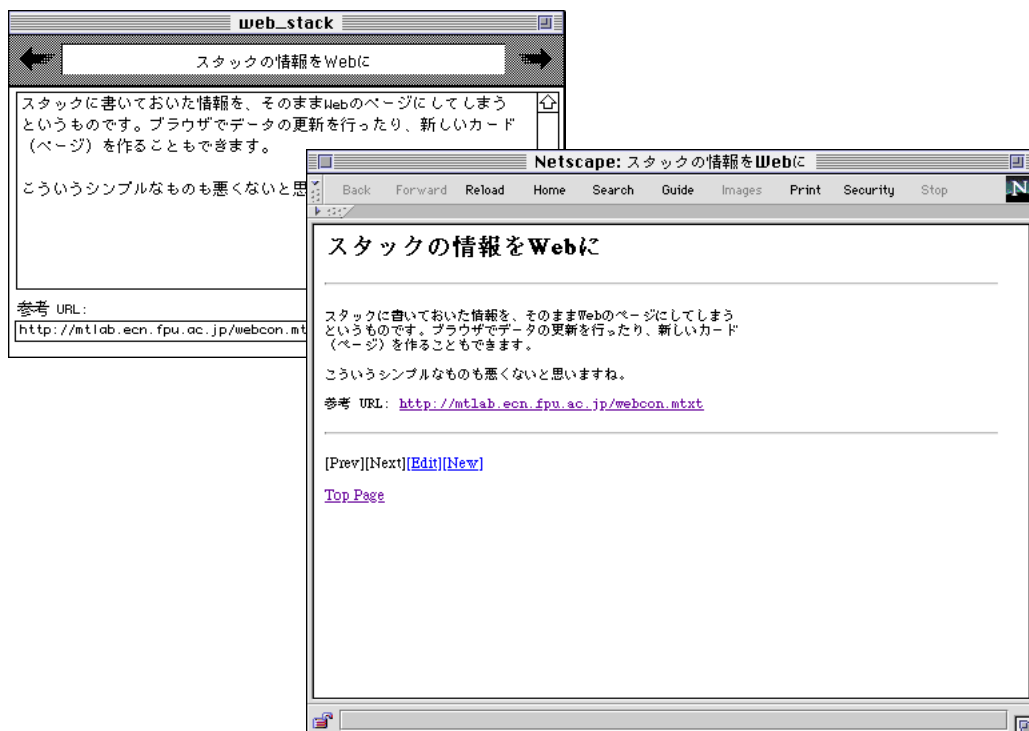 web_stack
スタックの情報をWebに
スタックに書いておいた情報を、そのままWebのページにしてしまう
というものです。ブラウザでデータの更新を行ったり、新しいカード
（ページ）を作ることもできます。
こういうシンプルなものも悪くないと思
参考 URL:
http://mtlab.ecn.fpu.ac.jp/webcon.mt
Netscape: スタックの情報をWebに
Back Forward Reload Home Search Guide Images Print Security Stop
N
スタックの情報をWebに
スタックに書いておいた情報を、そのままWebのページにしてしまう
というものです。ブラウザでデータの更新を行ったり、新しいカード
（ページ）を作ることもできます。
こういうシンプルなものも悪くないと思いますね。
参考 URL: http://mtlab.ecn.fpu.ac.jp/webcon.mtxt
[Prev][Next][Edit][New]
Top Page